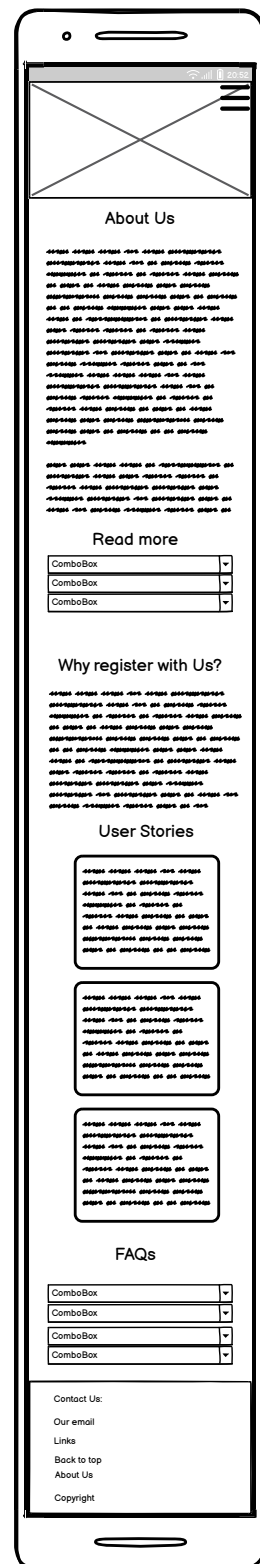 20:52
About Us
Read more
ComboBox
ComboBox
ComboBox
Why register with Us?
User Stories
FAQs
ComboBox
ComboBox
ComboBox
ComboBox
Contact Us:
Our email
Links
Back to top
About Us
Copyright